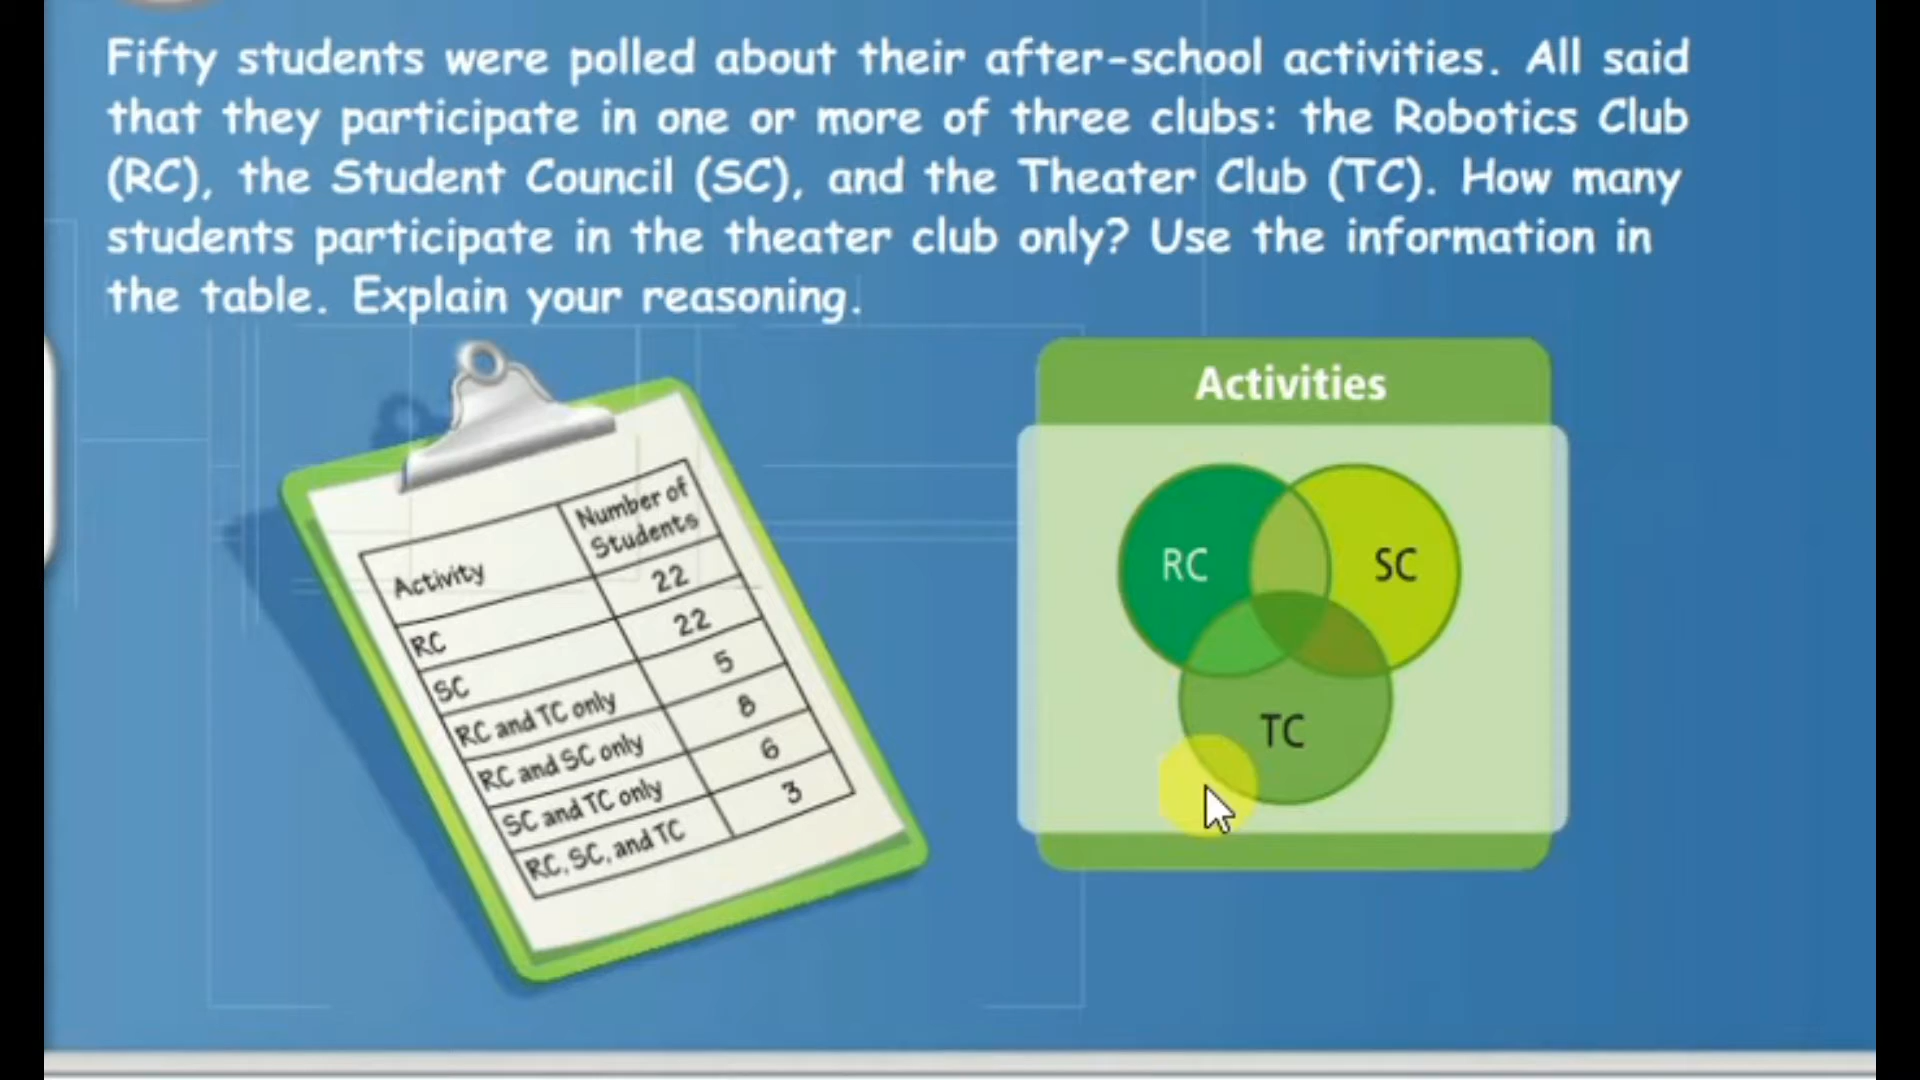 Fifty students were polled about their after-school activities. All said
that they participate in one or more of three clubs: the Robotics Club
(RC), the Student Council (SC), and the Theater Club (TC). How many
students participate in the theater club only? Use the information in
the table. Explain your reasoning.
Activity Number of Students
RC 22
SC 22
RC and TC only 5
RC and SC only 8
SC and TC only 6
RC, SC, and TC 3
Activities
RC SC
TC